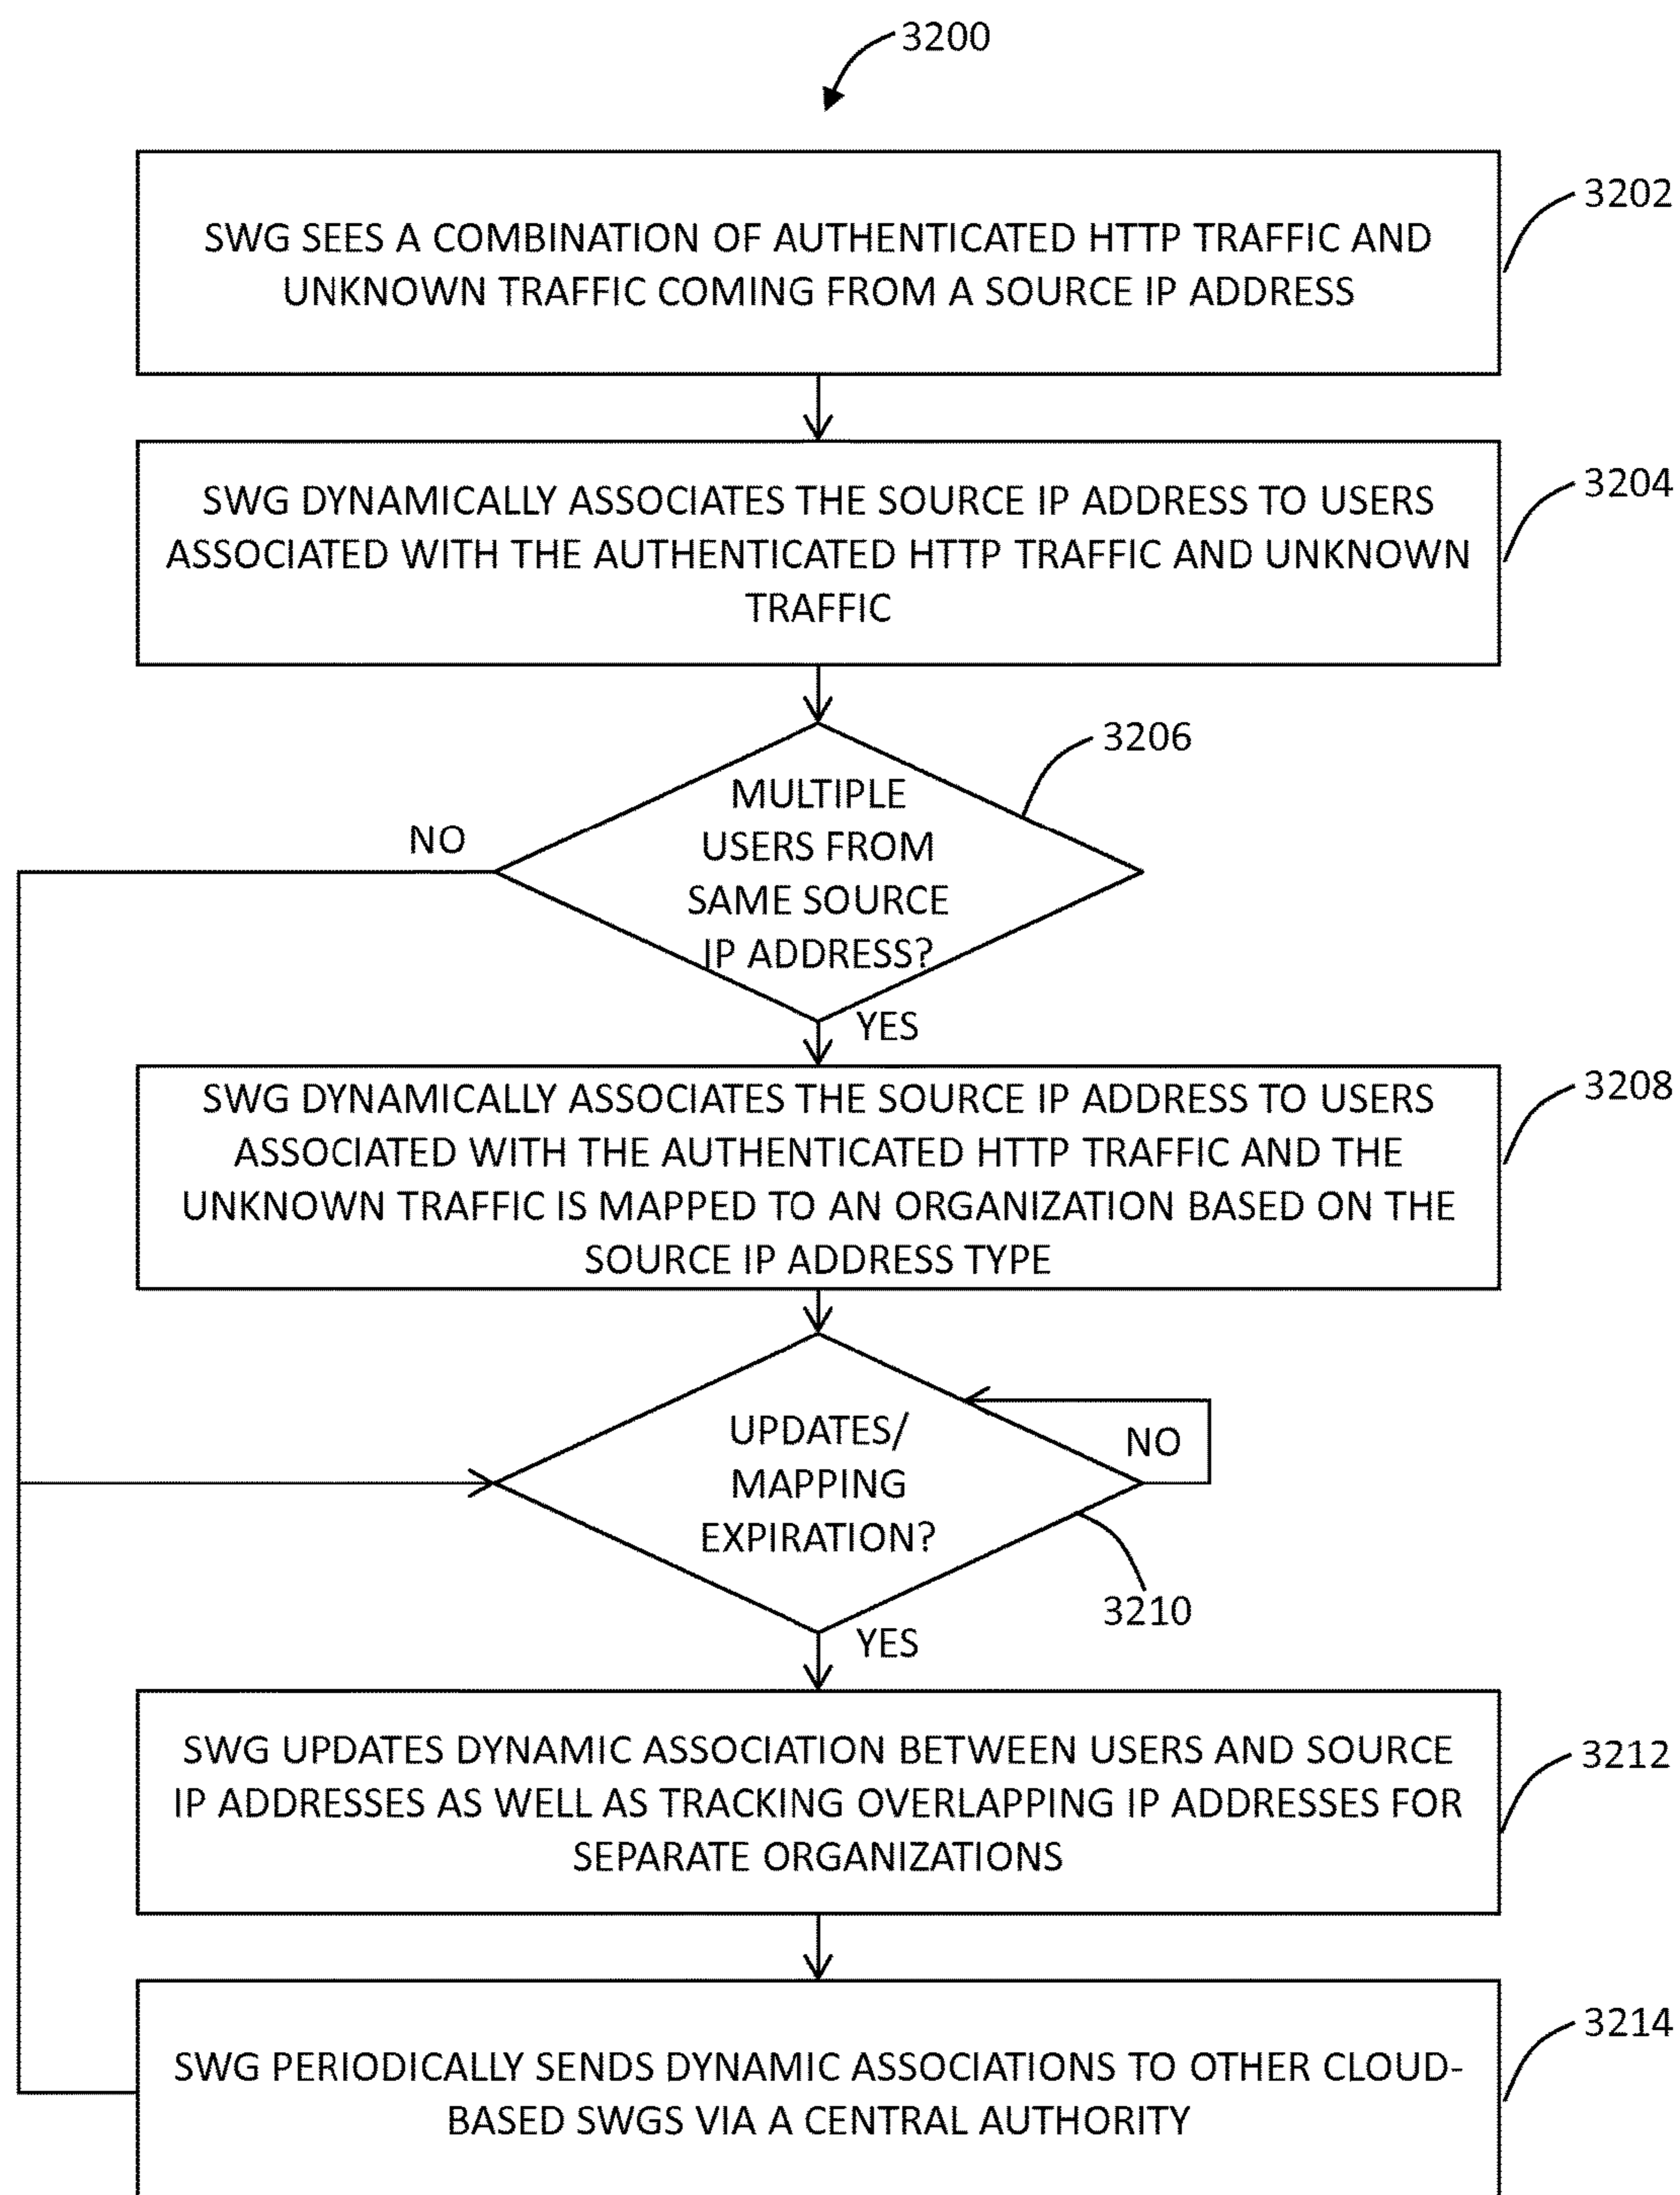 3200
SWG SEES A COMBINATION OF AUTHENTICATED HTTP TRAFFIC AND
UNKNOWN TRAFFIC COMING FROM A SOURCE IP ADDRESS
3202
SWG DYNAMICALLY ASSOCIATES THE SOURCE IP ADDRESS TO USERS
ASSOCIATED WITH THE AUTHENTICATED HTTP TRAFFIC AND UNKNOWN
TRAFFIC
3204
MULTIPLE
USERS FROM
SAME SOURCE
IP ADDRESS?
3206
NO
YES
SWG DYNAMICALLY ASSOCIATES THE SOURCE IP ADDRESS TO USERS
ASSOCIATED WITH THE AUTHENTICATED HTTP TRAFFIC AND THE
UNKNOWN TRAFFIC IS MAPPED TO AN ORGANIZATION BASED ON THE
SOURCE IP ADDRESS TYPE
3208
UPDATES/
MAPPING
EXPIRATION?
NO
3210
YES
SWG UPDATES DYNAMIC ASSOCIATION BETWEEN USERS AND SOURCE
IP ADDRESSES AS WELL AS TRACKING OVERLAPPING IP ADDRESSES FOR
SEPARATE ORGANIZATIONS
3212
SWG PERIODICALLY SENDS DYNAMIC ASSOCIATIONS TO OTHER CLOUD-
BASED SWGS VIA A CENTRAL AUTHORITY
3214